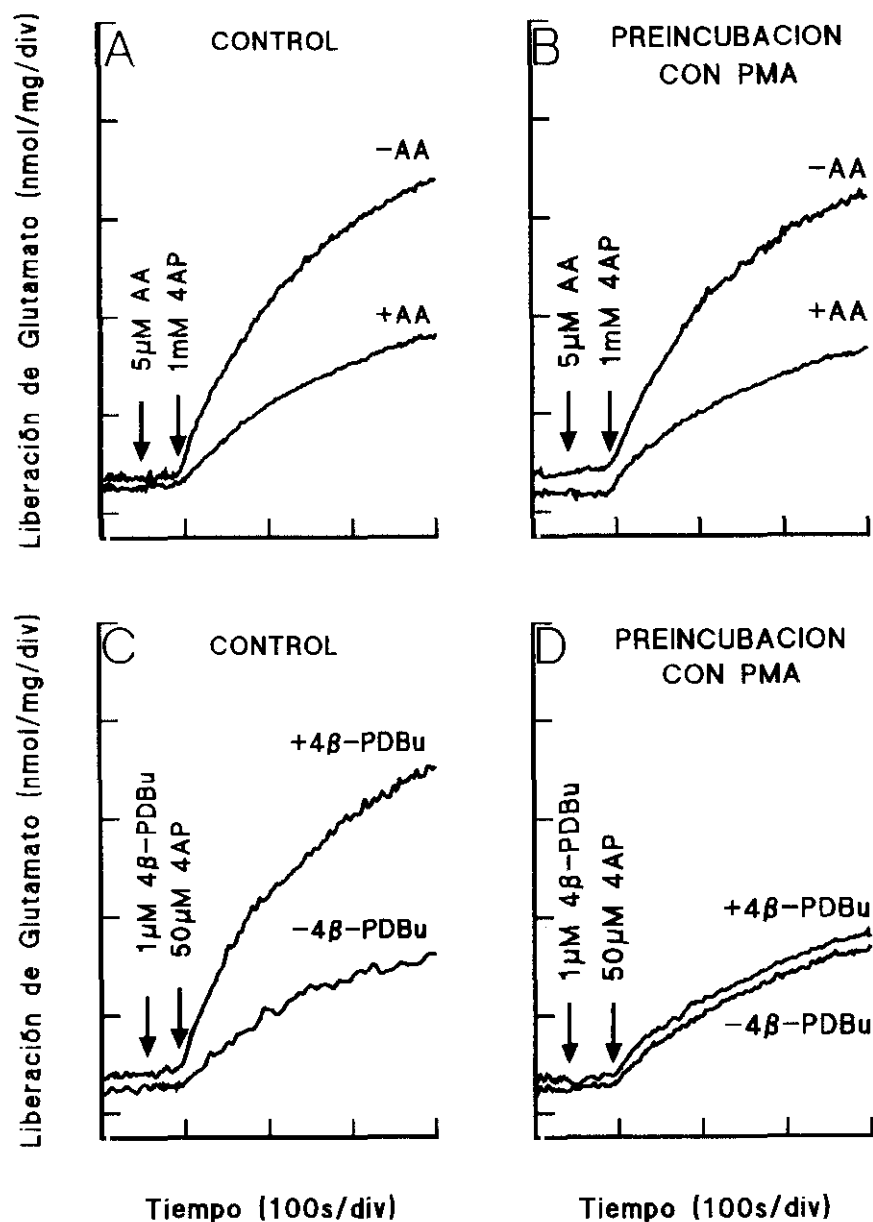 A
CONTROL
Liberación de Glutamato (nmol/mg/div)
5μM AA
1mM 4AP
-AA
+AA
B
PREINCUBACION
CON PMA
5μM AA
1mM 4AP
-AA
+AA
C
CONTROL
Liberación de Glutamato (nmol/mg/div)
1μM 4β-PDBu
50μM 4AP
+4β-PDBu
-4β-PDBu
Tiempo (100s/div)
D
PREINCUBACION
CON PMA
1μM 4β-PDBu
50μM 4AP
+4β-PDBu
-4β-PDBu
Tiempo (100s/div)